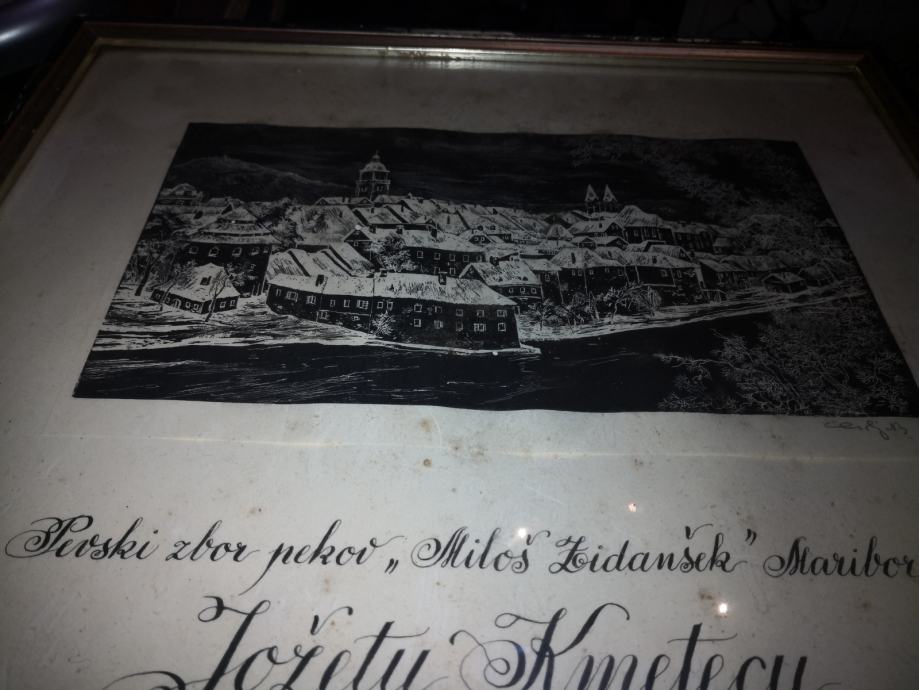 Pevski zbor pekov „Miloš Zidanšek” Maribor
Jožetu Kmetecu